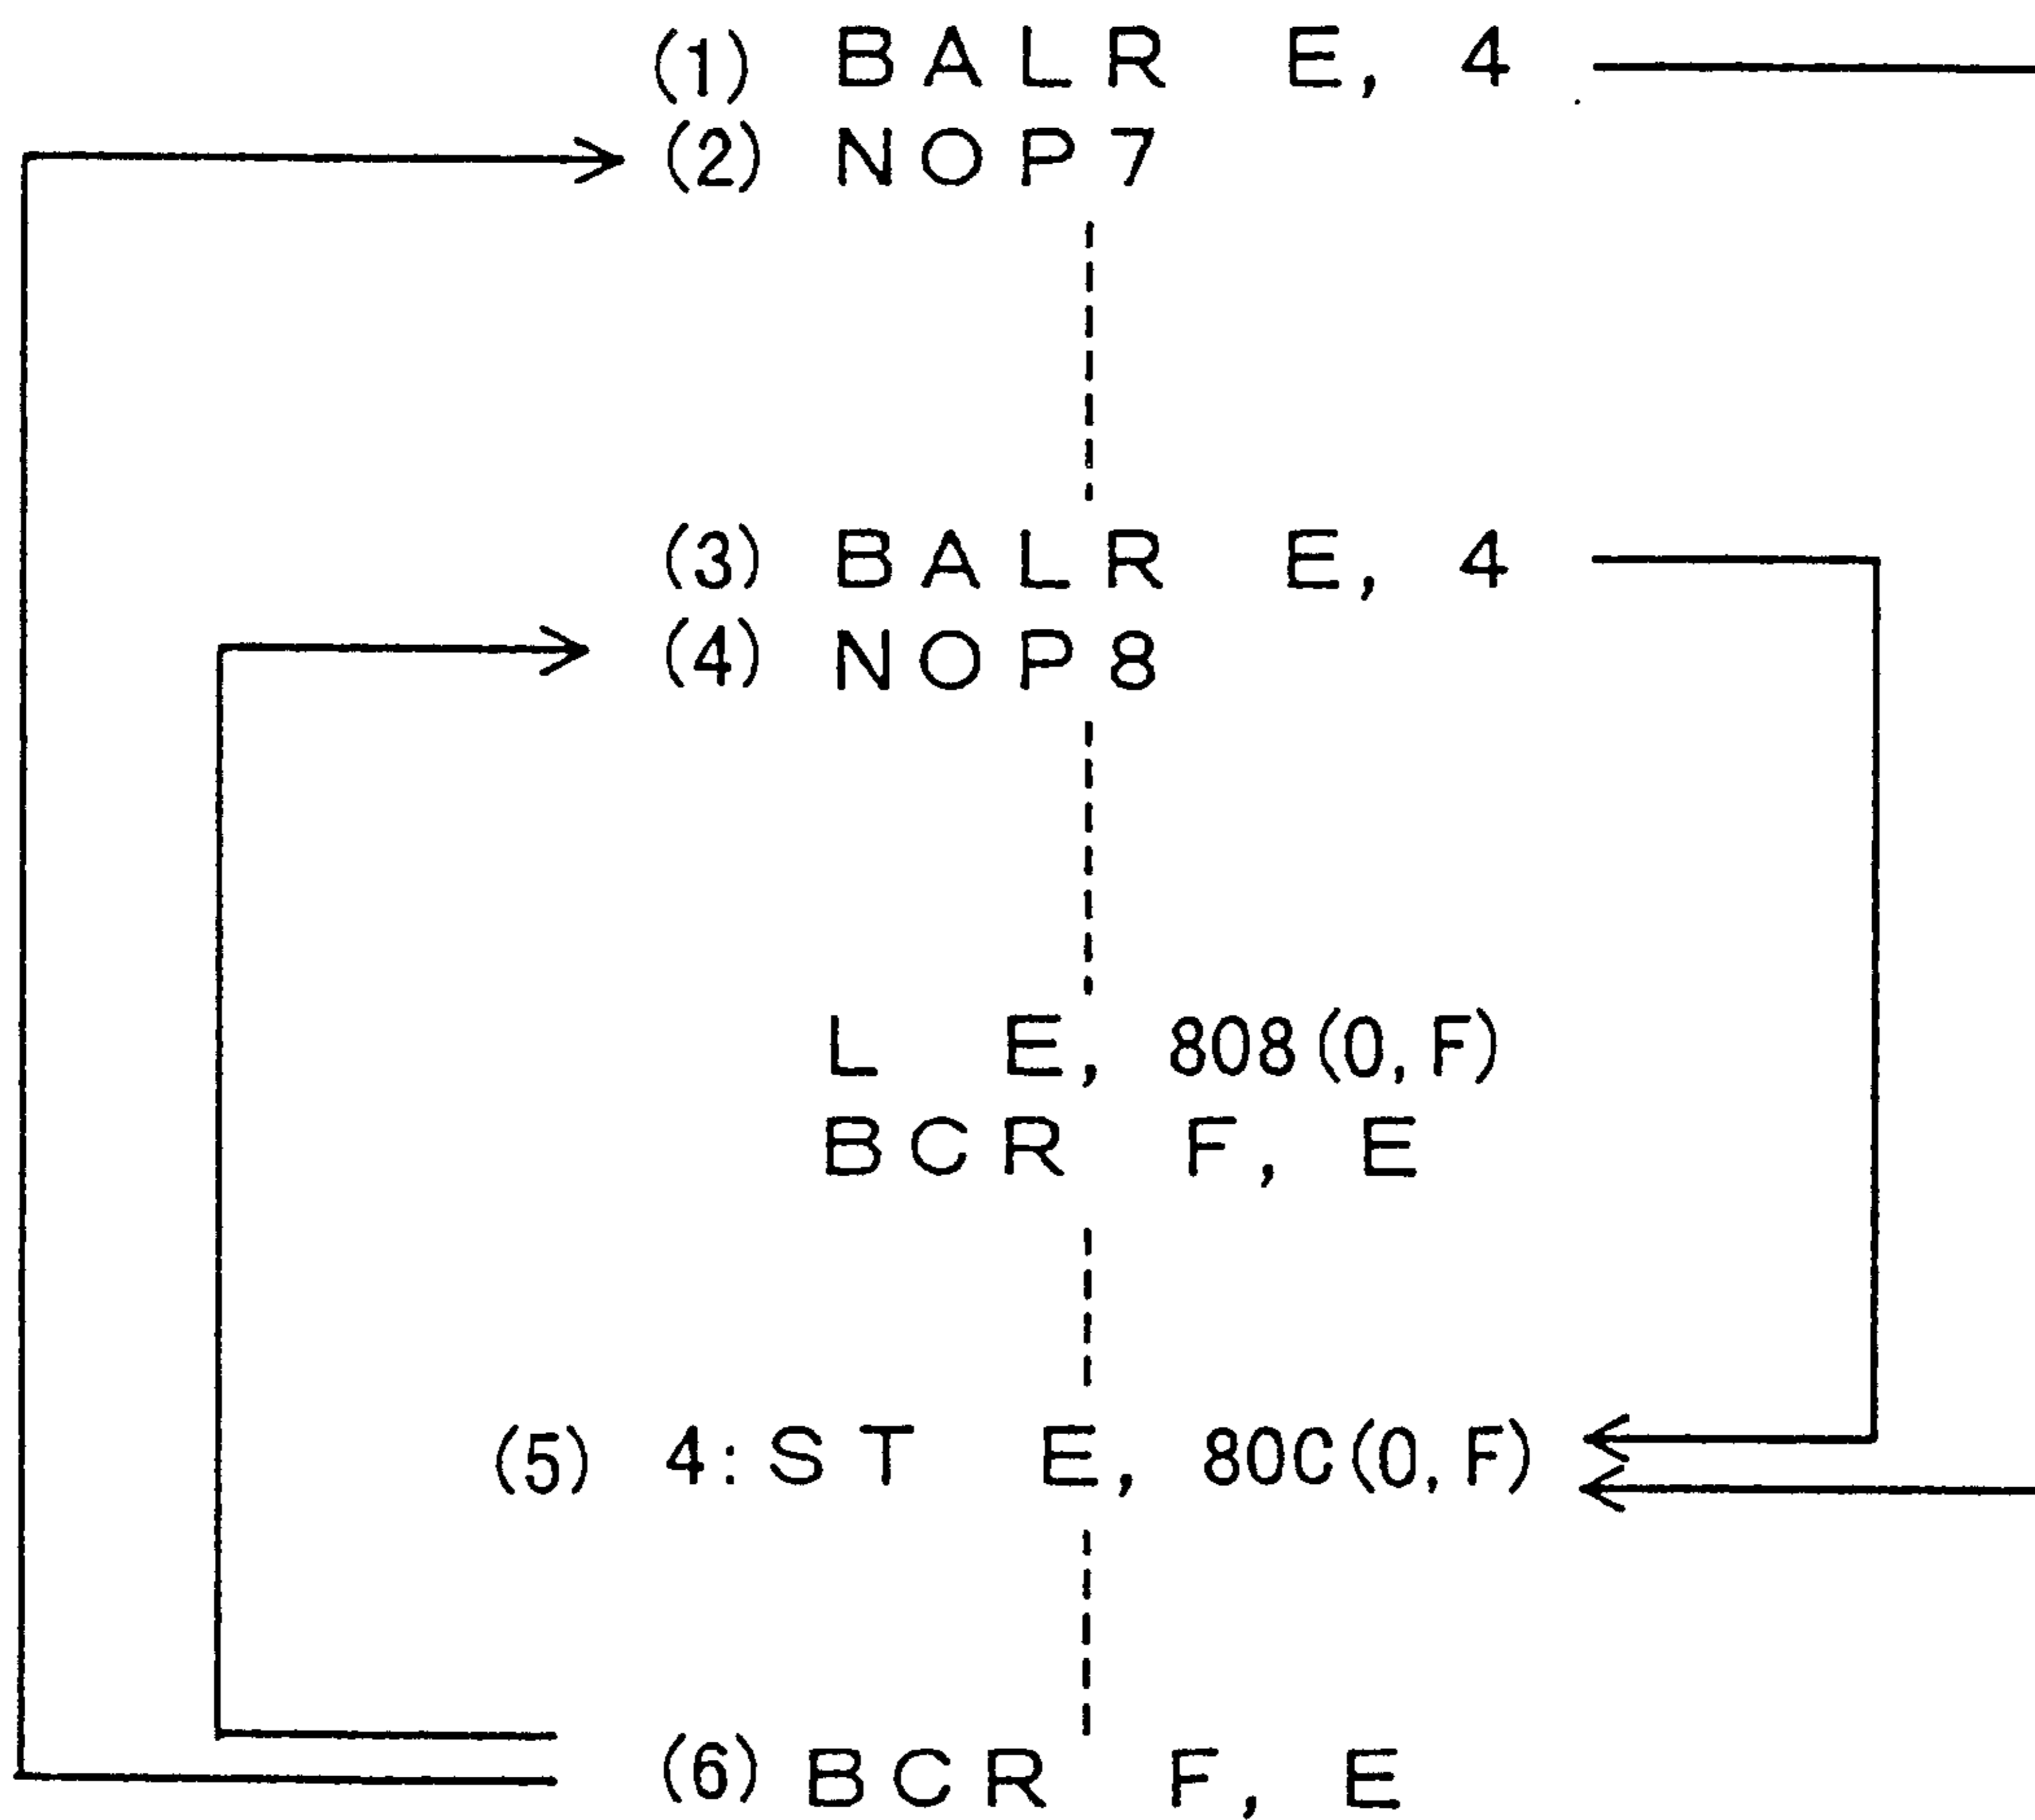 (1) BALR E, 4
(2) NOP7
(3) BALR E, 4
(4) NOP8
L E, 808(0,F)
BCR F, E
(5) 4:ST E, 80C(0,F)
(6) BCR F, E